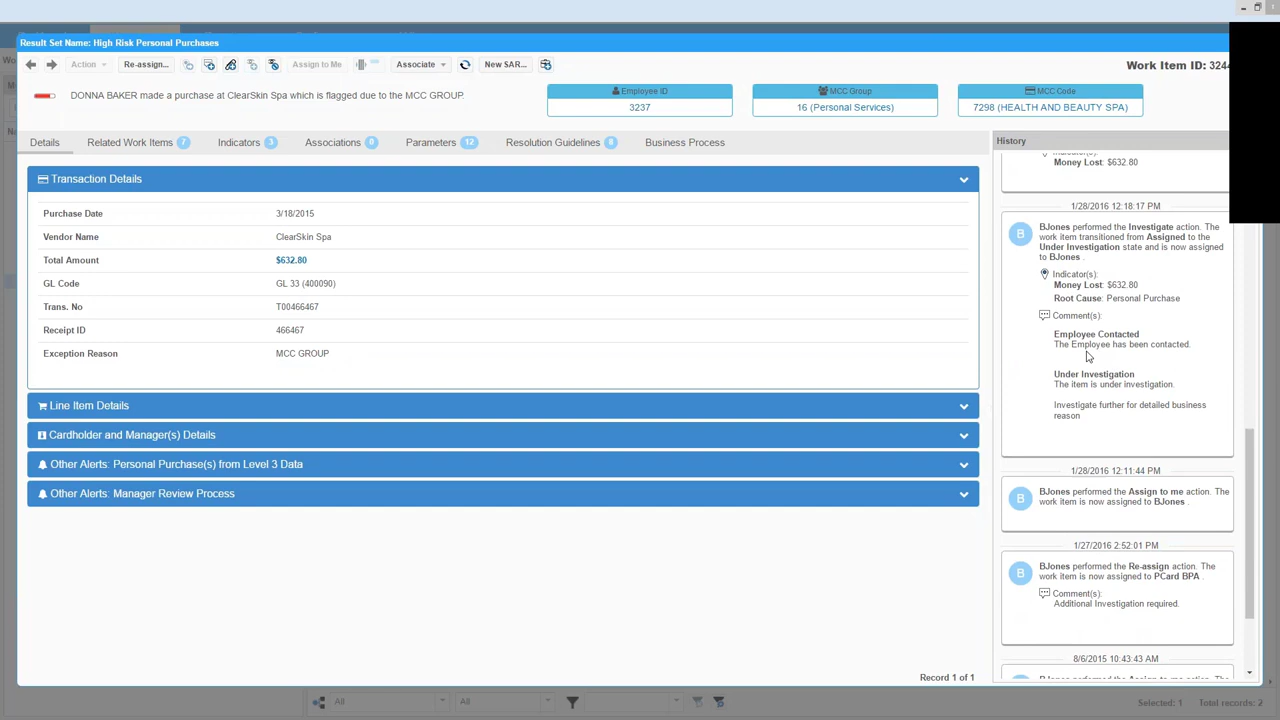 Result Set Name: High Risk Personal Purchases
Action
Re-assign...
Assign to Me
Associate
New SAR...
Work Item ID: 3244
DONNA BAKER made a purchase at ClearSkin Spa which is flagged due to the MCC GROUP.
Employee ID
3237
MCC Group
16 (Personal Services)
MCC Code
7298 (HEALTH AND BEAUTY SPA)
Details
Related Work Items 7
Indicators 3
Associations 0
Parameters 12
Resolution Guidelines 8
Business Process
Transaction Details
Purchase Date 3/18/2015
Vendor Name ClearSkin Spa
Total Amount $632.80
GL Code GL 33 (400090)
Trans. No T00466467
Receipt ID 466467
Exception Reason MCC GROUP
Line Item Details
Cardholder and Manager(s) Details
Other Alerts: Personal Purchase(s) from Level 3 Data
Other Alerts: Manager Review Process
Record 1 of 1
History
Money Lost: $632.80
1/28/2016 12:18:17 PM
B
BJones performed the Investigate action. The
work item transitioned from Assigned to the
Under Investigation state and is now assigned
to BJones .
Indicator(s):
Money Lost: $632.80
Root Cause: Personal Purchase
Comment(s):
Employee Contacted
The Employee has been contacted.
Under Investigation
The item is under investigation.
Investigate further for detailed business
reason
1/28/2016 12:11:44 PM
B
BJones performed the Assign to me action. The
work item is now assigned to BJones .
1/27/2016 2:52:01 PM
B
BJones performed the Re-assign action. The
work item is now assigned to PCard BPA .
Comment(s):
Additional Investigation required.
8/6/2015 10:43:43 AM
BJones performed the Assign to me action. The
All
All
Selected: 1
Total records: 2